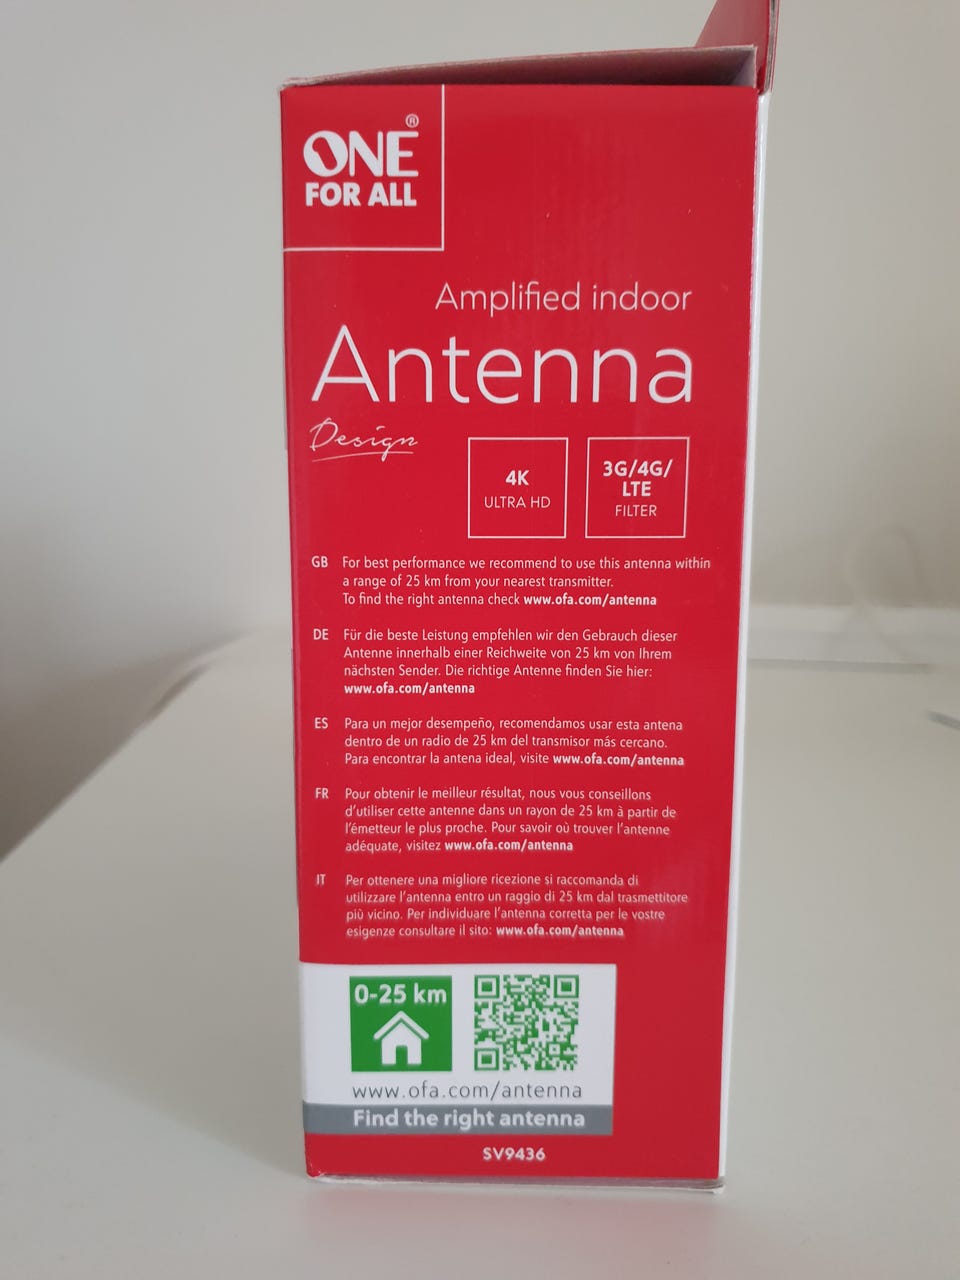 ONE®
FOR ALL
Amplified indoor
Antenna
Design
4K
ULTRA HD
3G/4G/
LTE
FILTER
GB For best performance we recommend to use this antenna within
a range of 25 km from your nearest transmitter.
To find the right antenna check www.ofa.com/antenna
DE Für die beste Leistung empfehlen wir den Gebrauch dieser
Antenne innerhalb einer Reichweite von 25 km von Ihrem
nächsten Sender. Die richtige Antenne finden Sie hier:
www.ofa.com/antenna
ES Para un mejor desempeño, recomendamos usar esta antena
dentro de un radio de 25 km del transmisor más cercano.
Para encontrar la antena ideal, visite www.ofa.com/antenna
FR Pour obtenir le meilleur résultat, nous vous conseillons
d'utiliser cette antenne dans un rayon de 25 km à partir de
l'émetteur le plus proche. Pour savoir où trouver l'antenne
adéquate, visitez www.ofa.com/antenna
IT Per ottenere una migliore ricezione si raccomanda di
utilizzare l'antenna entro un raggio di 25 km dal trasmettitore
più vicino. Per individuare l'antenna corretta per le vostre
esigenze consultare il sito: www.ofa.com/antenna
0-25 km
www.ofa.com/antenna
Find the right antenna
SV9436